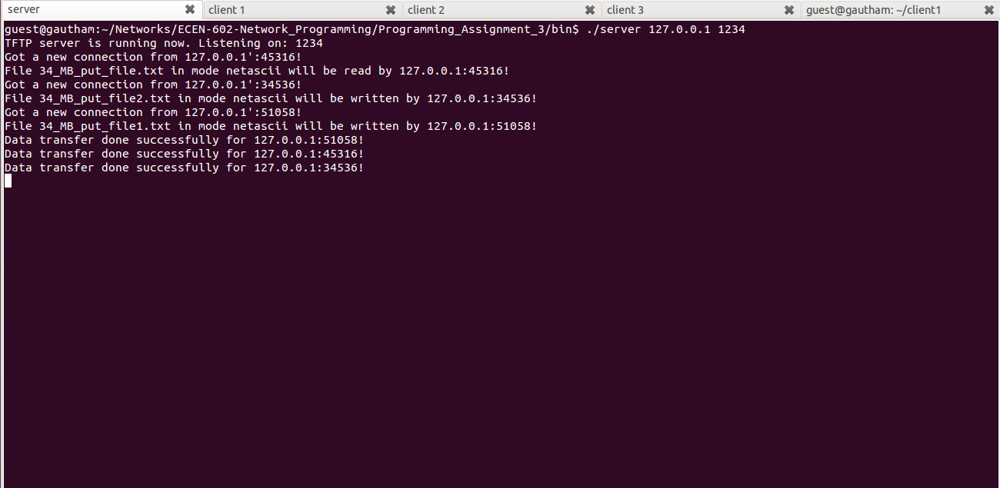 server
client 1
client 2
client 3
guest@gautham: ~/client1
guest@gautham:~/Networks/ECEN-602-Network_Programming/Programming_Assignment_3/bin$ ./server 127.0.0.1 1234
TFTP server is running now. Listening on: 1234
Got a new connection from 127.0.0.1':45316!
File 34_MB_put_file.txt in mode netascii will be read by 127.0.0.1:45316!
Got a new connection from 127.0.0.1':34536!
File 34_MB_put_file2.txt in mode netascii will be written by 127.0.0.1:34536!
Got a new connection from 127.0.0.1':51058!
File 34_MB_put_file1.txt in mode netascii will be written by 127.0.0.1:51058!
Data transfer done successfully for 127.0.0.1:51058!
Data transfer done successfully for 127.0.0.1:45316!
Data transfer done successfully for 127.0.0.1:34536!